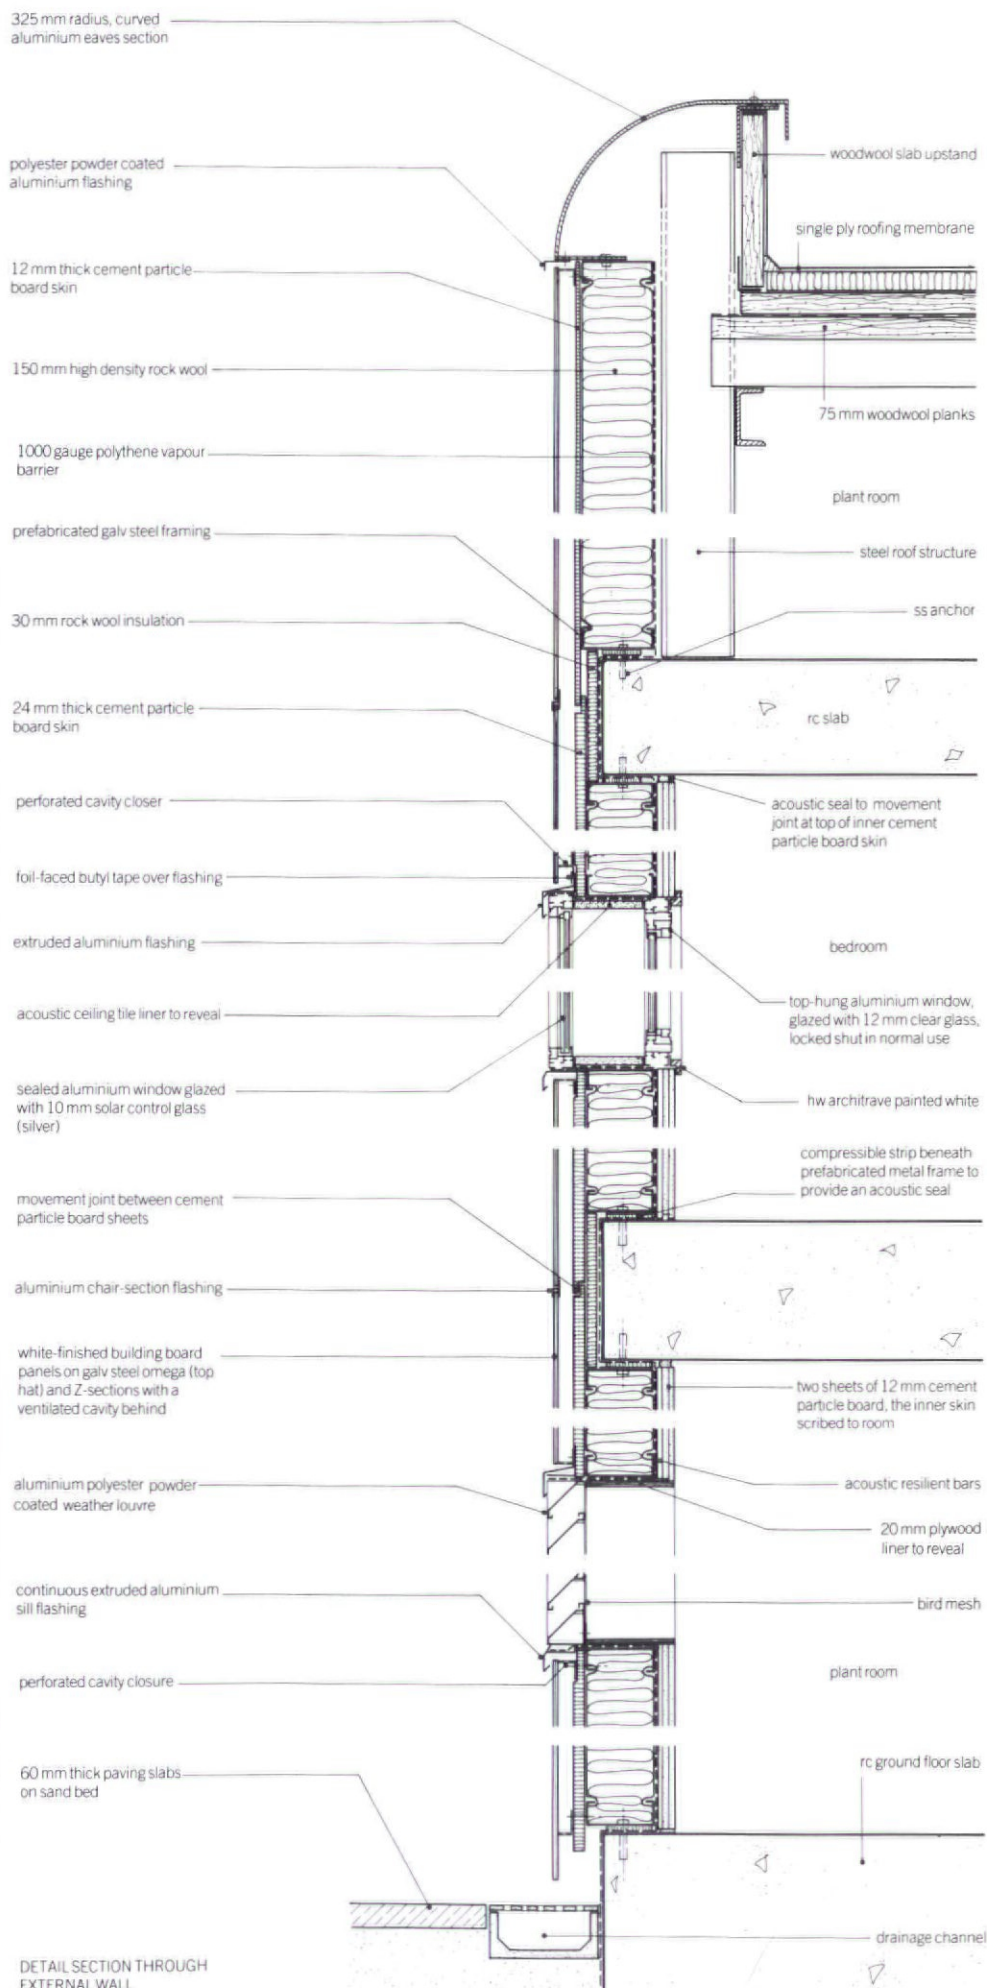 325 mm radius, curved
aluminium eaves section
polyester powder coated
aluminium flashing
12 mm thick cement particle
board skin
150 mm high density rock wool
1000 gauge polythene vapour
barrier
prefabricated galv steel framing
30 mm rock wool insulation
24 mm thick cement particle
board skin
perforated cavity closer
foil-faced butyl tape over flashing
extruded aluminium flashing
acoustic ceiling tile liner to reveal
sealed aluminium window glazed
with 10 mm solar control glass
(silver)
movement joint between cement
particle board sheets
aluminium chair-section flashing
white-finished building board
panels on galv steel omega (top
hat) and Z-sections with a
ventilated cavity behind
aluminium polyester powder
coated weather louvre
continuous extruded aluminium
sill flashing
perforated cavity closure
60 mm thick paving slabs
on sand bed
DETAIL SECTION THROUGH
EXTERNAL WALL
woodwool slab upstand
single ply roofing membrane
75 mm woodwool planks
plant room
steel roof structure
ss anchor
rc slab
acoustic seal to movement
joint at top of inner cement
particle board skin
bedroom
top-hung aluminium window,
glazed with 12 mm clear glass,
locked shut in normal use
hw architrave painted white
compressible strip beneath
prefabricated metal frame to
provide an acoustic seal
two sheets of 12 mm cement
particle board, the inner skin
scribed to room
acoustic resilient bars
20 mm plywood
liner to reveal
bird mesh
plant room
rc ground floor slab
drainage channel